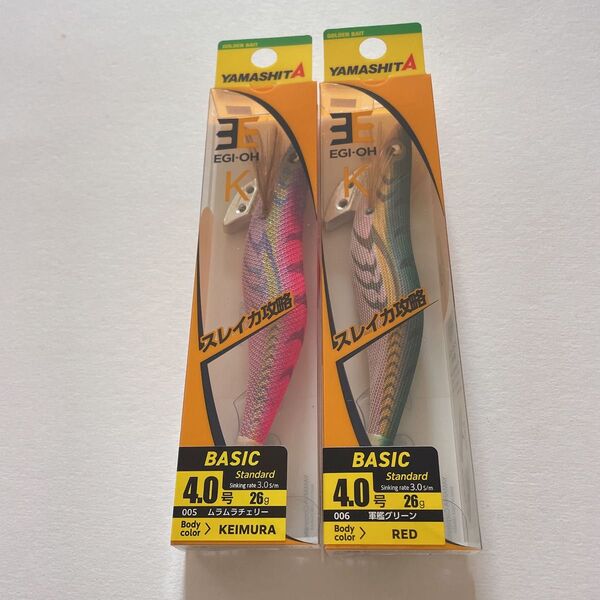 GOLDEN BAIT
YAMASHITA
EGI-OH
K
スレイカ攻略
BASIC
Standard
Sinking rate 3.0 s/m
4.0号 26g
005 ムラムラチェリー
Body color > KEIMURA
GOLDEN BAIT
YAMASHITA
EGI-OH
K
スレイカ攻略
BASIC
Standard
Sinking rate 3.0 s/m
4.0号 26g
006 軍艦グリーン
Body color > RED